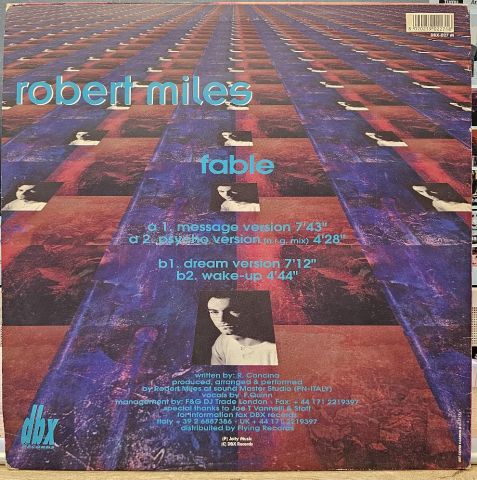 robert miles
fable
a 1. message version 7'43"
a 2. psycho version (n.r.g. mix) 4'28"
b1. dream version 7'12"
b2. wake-up 4'44"
written by: R. Concina
produced, arranged & performed
by Robert Miles at sound Master Studio (PN-ITALY)
vocals by F.Quinn
management by: F&G DJ Trade London - Fax: + 44 171 2219397
special thanks to Joe T Vannelli & Staff
for information fax DBX records
Italy + 39 2 6887386 - UK + 44 171 2219397
distributed by Flying Records
(P) Jody Music
(C) DBX Records
dbx